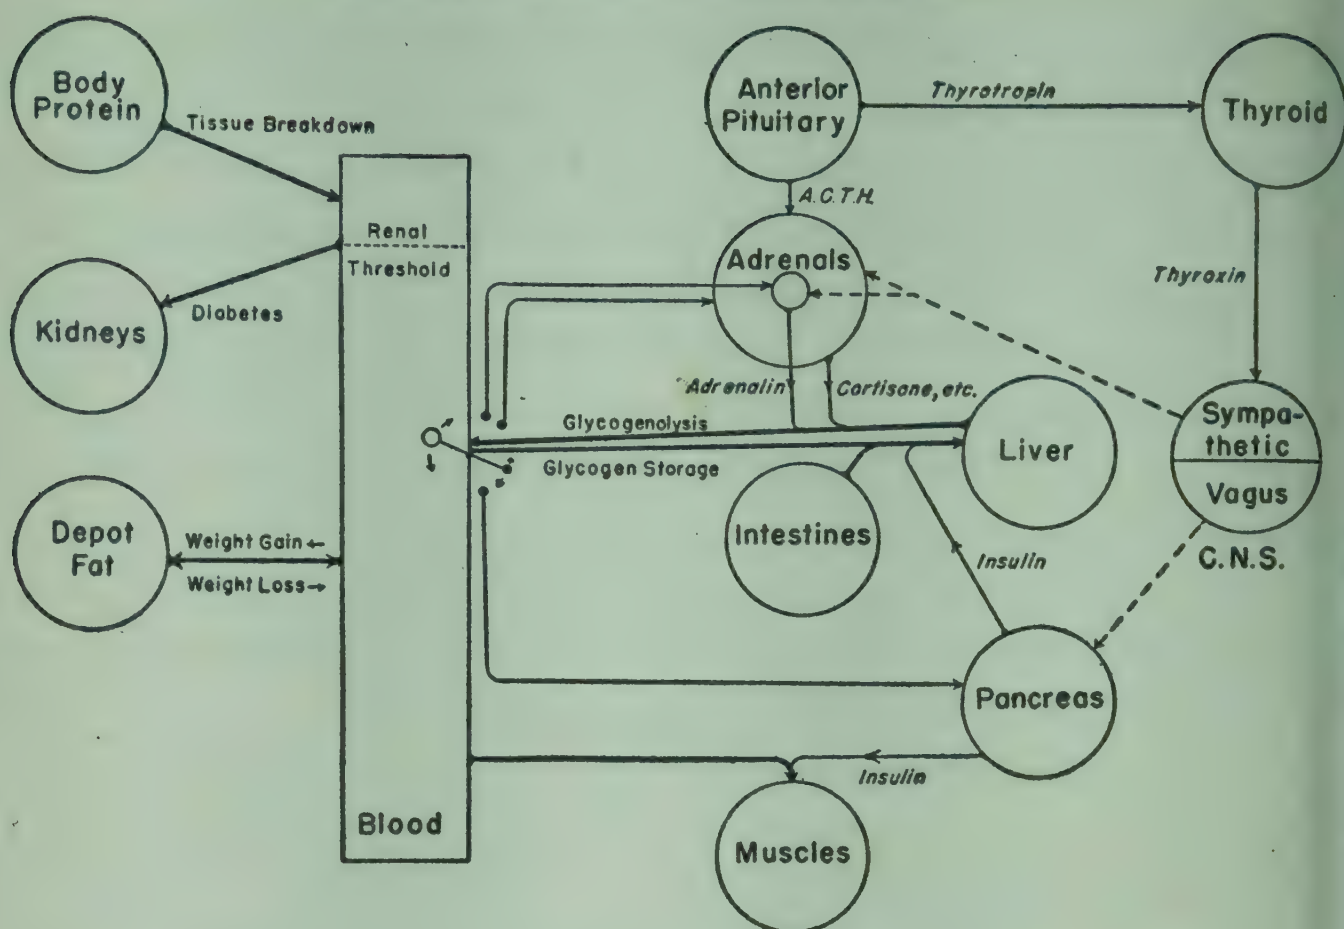 Body
Protein
Tissue Breakdown
Anterior
Pituitary
Thyrotropin
Thyroid
A.C.T.H.
Renal
Threshold
Kidneys
Diabetes
Adrenals
Thyroxin
Adrenalin
Cortisone, etc.
Glycogenolysis
Glycogen Storage
Liver
Sympa-
thetic
Vagus
C.N.S.
Intestines
Insulin
Depot
Fat
Weight Gain←
Weight Loss→
Pancreas
Insulin
Blood
Muscles